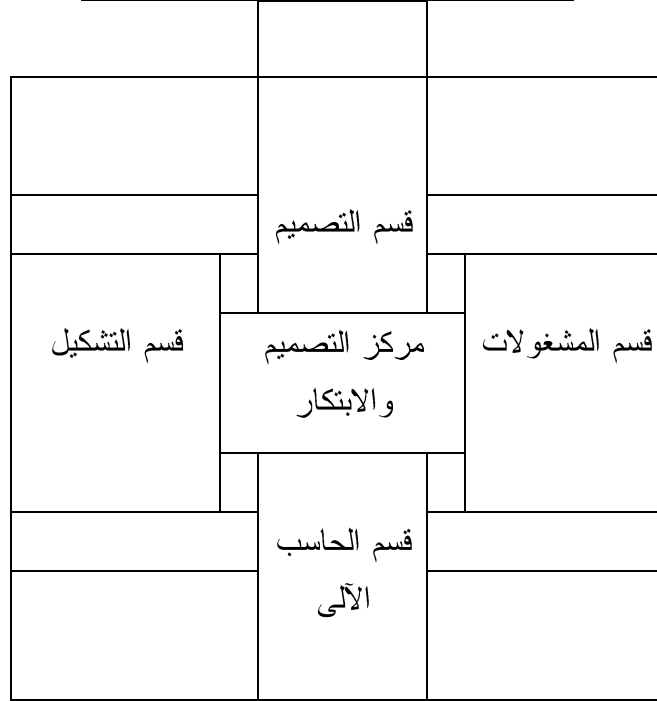 قسم التصميم
قسم المشغولات
مركز التصميم
والابتكار
قسم التشكيل
قسم الحاسب
الآلى